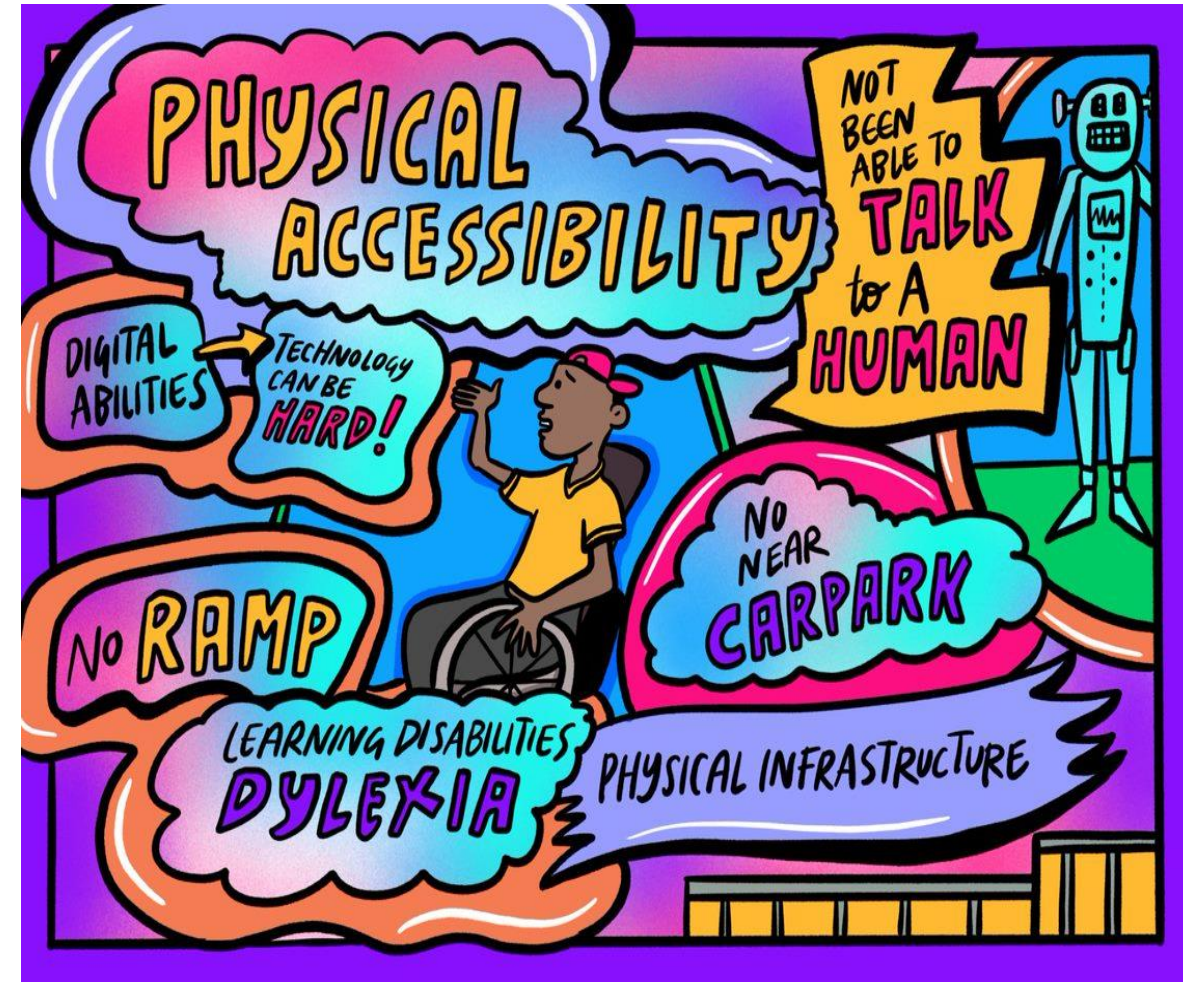 PHYSICAL
ACCESSIBILITY
NOT
BEEN
ABLE TO
TALK
to A
HUMAN
DIGITAL
ABILITIES
TECHNOLOGY
CAN BE
HARD!
NO RAMP
NO
NEAR
CARPARK
LEARNING DISABILITIES
DYLEXIA
PHYSICAL INFRASTRUCTURE